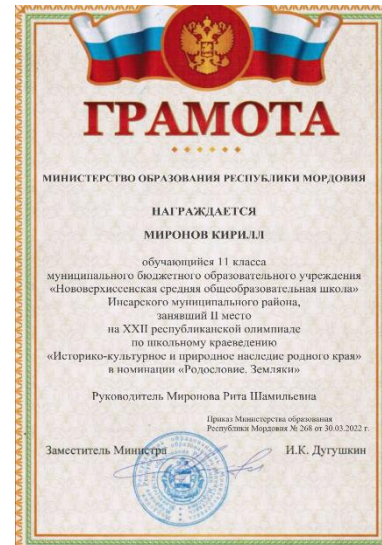 ГРАМОТА
МИНИСТЕРСТВО ОБРАЗОВАНИЯ РЕСПУБЛИКИ МОРДОВИЯ
НАГРАЖДАЕТСЯ
МИРОНОВ КИРИЛЛ
обучающийся 11 класса
муниципального бюджетного образовательного учреждения
«Нововерхиссенская средняя общеобразовательная школа»
Инсарского муниципального района,
занявший II место
на XXII республиканской олимпиаде
по школьному краеведению
«Историко-культурное и природное наследие родного края»
в номинации «Родословие. Земляки»
Руководитель Миронова Рита Шамильевна
Приказ Министерства образования
Республики Мордовия № 268 от 30.03.2022 г.
Заместитель Министра И.К. Дугушкин